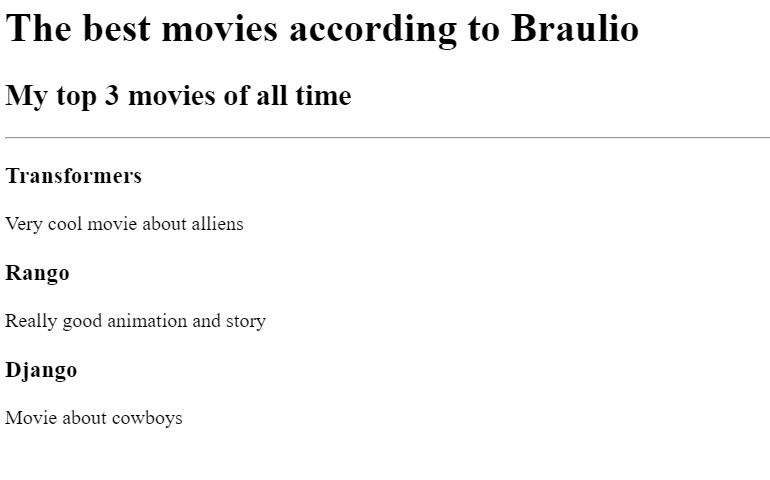 The best movies according to Braulio
My top 3 movies of all time
Transformers
Very cool movie about alliens
Rango
Really good animation and story
Django
Movie about cowboys